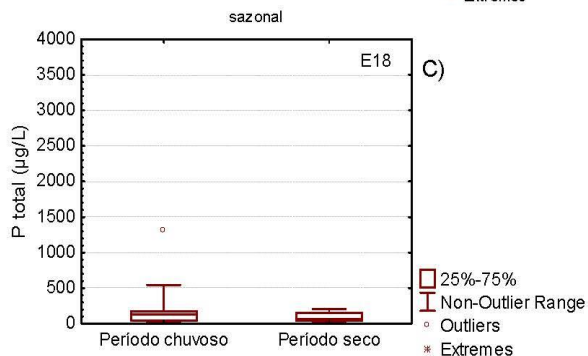 sazonal
E18
C)
P total (µg/L)
4000
3500
3000
2500
2000
1500
1000
500
0
Período chuvoso
Período seco
25%-75%
Non-Outlier Range
Outliers
Extremes